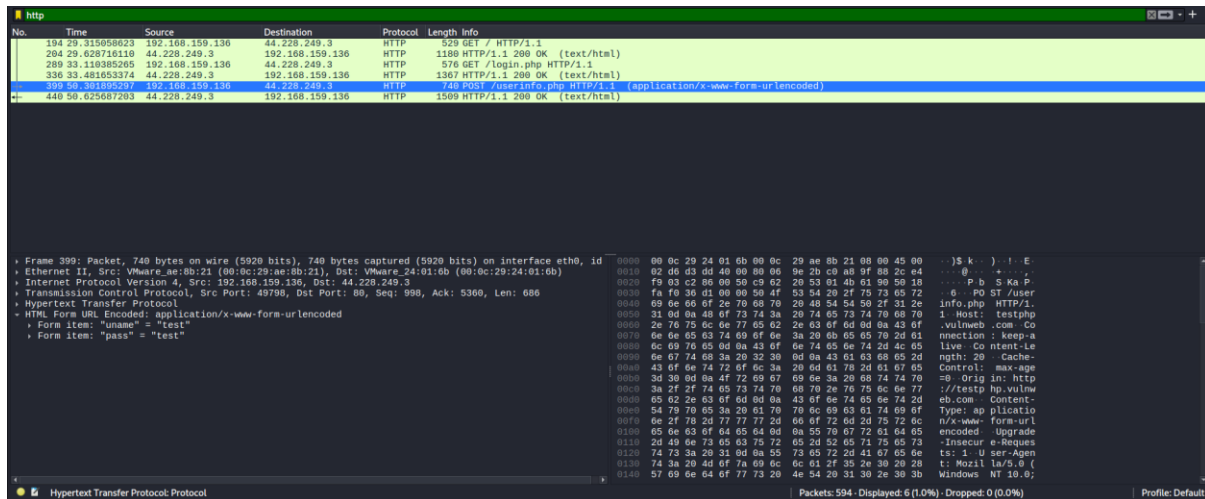 http
No. Time Source Destination Protocol Length Info
194 29.315058623 192.168.159.136 44.228.249.3 HTTP 529 GET / HTTP/1.1
204 29.628716110 44.228.249.3 192.168.159.136 HTTP 1180 HTTP/1.1 200 OK (text/html)
289 33.110385265 192.168.159.136 44.228.249.3 HTTP 576 GET /login.php HTTP/1.1
336 33.481653374 44.228.249.3 192.168.159.136 HTTP 1367 HTTP/1.1 200 OK (text/html)
399 50.301895297 192.168.159.136 44.228.249.3 HTTP 740 POST /userinfo.php HTTP/1.1 (application/x-www-form-urlencoded)
440 50.625687203 44.228.249.3 192.168.159.136 HTTP 1509 HTTP/1.1 200 OK (text/html)
Frame 399: Packet, 740 bytes on wire (5920 bits), 740 bytes captured (5920 bits) on interface eth0, id
Ethernet II, Src: VMware_ae:8b:21 (00:0c:29:ae:8b:21), Dst: VMware_24:01:6b (00:0c:29:24:01:6b)
Internet Protocol Version 4, Src: 192.168.159.136, Dst: 44.228.249.3
Transmission Control Protocol, Src Port: 49798, Dst Port: 80, Seq: 998, Ack: 5360, Len: 686
Hypertext Transfer Protocol
HTML Form URL Encoded: application/x-www-form-urlencoded
Form item: "uname" = "test"
Form item: "pass" = "test"
0000 00 0c 29 24 01 6b 00 0c 29 ae 8b 21 08 00 45 00 ··)$·k··)··!··E·
0010 02 d6 d3 dd 40 00 80 06 9e 2b c0 a8 9f 88 2c e4 ····@····+····,·
0020 f9 03 c2 86 00 50 c9 62 20 53 01 4b 61 90 50 18 ·····P·b S·Ka·P·
0030 fa f0 36 d1 00 00 50 4f 53 54 20 2f 75 73 65 72 ··6···PO ST /user
0040 69 6e 66 6f 2e 70 68 70 20 48 54 54 50 2f 31 2e info.php HTTP/1.
0050 31 0d 0a 48 6f 73 74 3a 20 74 65 73 74 70 68 70 1··Host: testphp
0060 2e 76 75 6c 6e 77 65 62 2e 63 6f 6d 0d 0a 43 6f .vulnweb .com··Co
0070 6e 6e 65 63 74 69 6f 6e 3a 20 6b 65 65 70 2d 61 nnection : keep-a
0080 6c 69 76 65 0d 0a 43 6f 6e 74 65 6e 74 2d 4c 65 live··Co ntent-Le
0090 6e 67 74 68 3a 20 32 30 0d 0a 43 61 63 68 65 2d ngth: 20 ··Cache-
00a0 43 6f 6e 74 72 6f 6c 3a 20 6d 61 78 2d 61 67 65 Control: max-age
00b0 3d 30 0d 0a 4f 72 69 67 69 6e 3a 20 68 74 74 70 =0··Orig in: http
00c0 3a 2f 2f 74 65 73 74 70 68 70 2e 76 75 6c 6e 77 ://testp hp.vulnw
00d0 65 62 2e 63 6f 6d 0d 0a 43 6f 6e 74 65 6e 74 2d eb.com·· Content-
00e0 54 79 70 65 3a 20 61 70 70 6c 69 63 61 74 69 6f Type: ap plicatio
00f0 6e 2f 78 2d 77 77 77 2d 66 6f 72 6d 2d 75 72 6c n/x-www- form-url
0100 65 6e 63 6f 64 65 64 0d 0a 55 70 67 72 61 64 65 encoded· ·Upgrade
0110 2d 49 6e 73 65 63 75 72 65 2d 52 65 71 75 65 73 -Insecur e-Reques
0120 74 73 3a 20 31 0d 0a 55 73 65 72 2d 41 67 65 6e ts: 1··U ser-Agen
0130 74 3a 20 4d 6f 7a 69 6c 6c 61 2f 35 2e 30 20 28 t: Mozil la/5.0 (
0140 57 69 6e 64 6f 77 73 20 4e 54 20 31 30 2e 30 3b Windows NT 10.0;
Hypertext Transfer Protocol: Protocol Packets: 594 · Displayed: 6 (1.0%) · Dropped: 0 (0.0%) Profile: Default